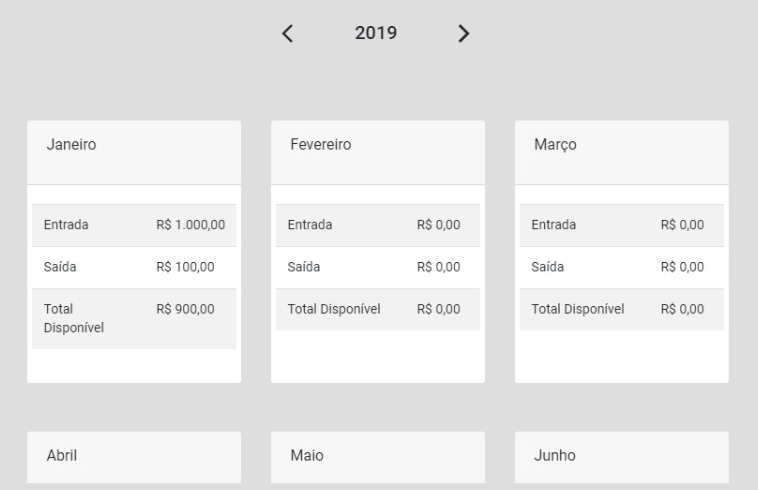 2019
Janeiro
Entrada R$ 1.000,00
Saída R$ 100,00
Total R$ 900,00
Disponível
Fevereiro
Entrada R$ 0,00
Saída R$ 0,00
Total Disponível R$ 0,00
Março
Entrada R$ 0,00
Saída R$ 0,00
Total Disponível R$ 0,00
Abril
Maio
Junho